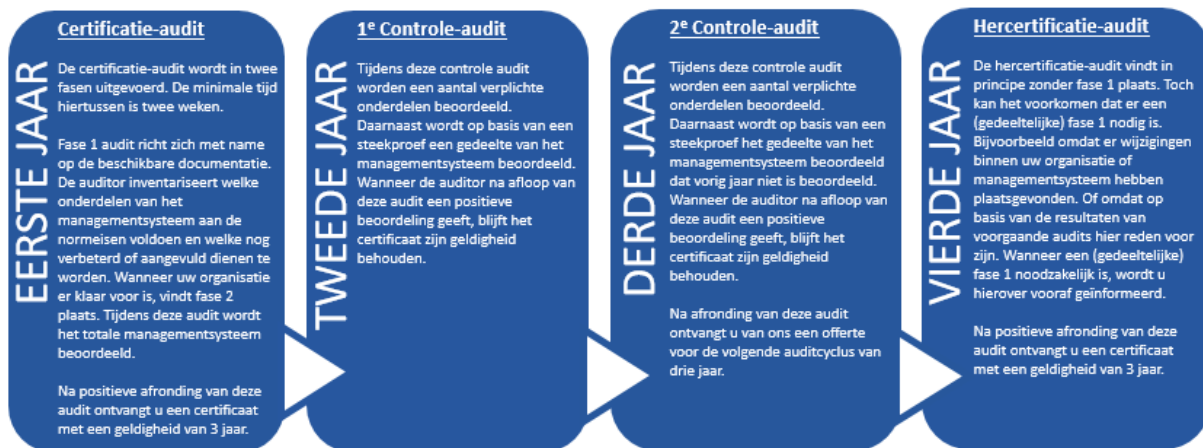 EERSTE JAAR
Certificatie-audit
De certificatie-audit wordt in twee
fasen uitgevoerd. De minimale tijd
hiertussen is twee weken.
Fase 1 audit richt zich met name
op de beschikbare documentatie.
De auditor inventariseert welke
onderdelen van het
managementsysteem aan de
normeisen voldoen en welke nog
verbeterd of aangevuld dienen te
worden. Wanneer uw organisatie
er klaar voor is, vindt fase 2
plaats. Tijdens deze audit wordt
het totale managementsysteem
beoordeeld.
Na positieve afronding van deze
audit ontvangt u een certificaat
met een geldigheid van 3 jaar.
TWEEDE JAAR
1e Controle-audit
Tijdens deze controle audit
worden een aantal verplichte
onderdelen beoordeeld.
Daarnaast wordt op basis van een
steekproef een gedeelte van het
managementsysteem beoordeeld.
Wanneer de auditor na afloop van
deze audit een positieve
beoordeling geeft, blijft het
certificaat zijn geldigheid
behouden.
DERDE JAAR
2e Controle-audit
Tijdens deze controle audit
worden een aantal verplichte
onderdelen beoordeeld.
Daarnaast wordt op basis van een
steekproef het gedeelte van het
managementsysteem beoordeeld
dat vorig jaar niet is beoordeeld.
Wanneer de auditor na afloop van
deze audit een positieve
beoordeling geeft, blijft het
certificaat zijn geldigheid
behouden.
Na afronding van deze audit
ontvangt u van ons een offerte
voor de volgende auditcyclus van
drie jaar.
VIERDE JAAR
Hercertificatie-audit
De hercertificatie-audit vindt in
principe zonder fase 1 plaats. Toch
kan het voorkomen dat er een
(gedeeltelijke) fase 1 nodig is.
Bijvoorbeeld omdat er wijzigingen
binnen uw organisatie of
managementsysteem hebben
plaatsgevonden. Of omdat op
basis van de resultaten van
voorgaande audits hier reden voor
zijn. Wanneer een (gedeeltelijke)
fase 1 noodzakelijk is, wordt u
hierover vooraf geïnformeerd.
Na positieve afronding van deze
audit ontvangt u een certificaat
met een geldigheid van 3 jaar.